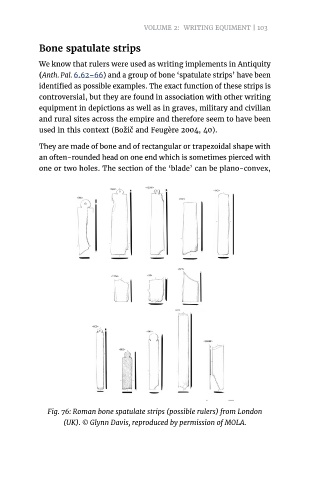 VOLUME 2: WRITING EQUIMENT | 103
Bone spatulate strips
We know that rulers were used as writing implements in Antiquity
(Anth. Pal. 6.62–66) and a group of bone ‘spatulate strips’ have been
identified as possible examples. The exact function of these strips is
controversial, but they are found in association with other writing
equipment in depictions as well as in graves, military and civilian
and rural sites across the empire and therefore seem to have been
used in this context (Božič and Feugère 2004, 40).
They are made of bone and of rectangular or trapezoidal shape with
an often-rounded head on one end which is sometimes pierced with
one or two holes. The section of the ‘blade’ can be plano-convex,
Fig. 76: Roman bone spatulate strips (possible rulers) from London
(UK). © Glynn Davis, reproduced by permission of MOLA.